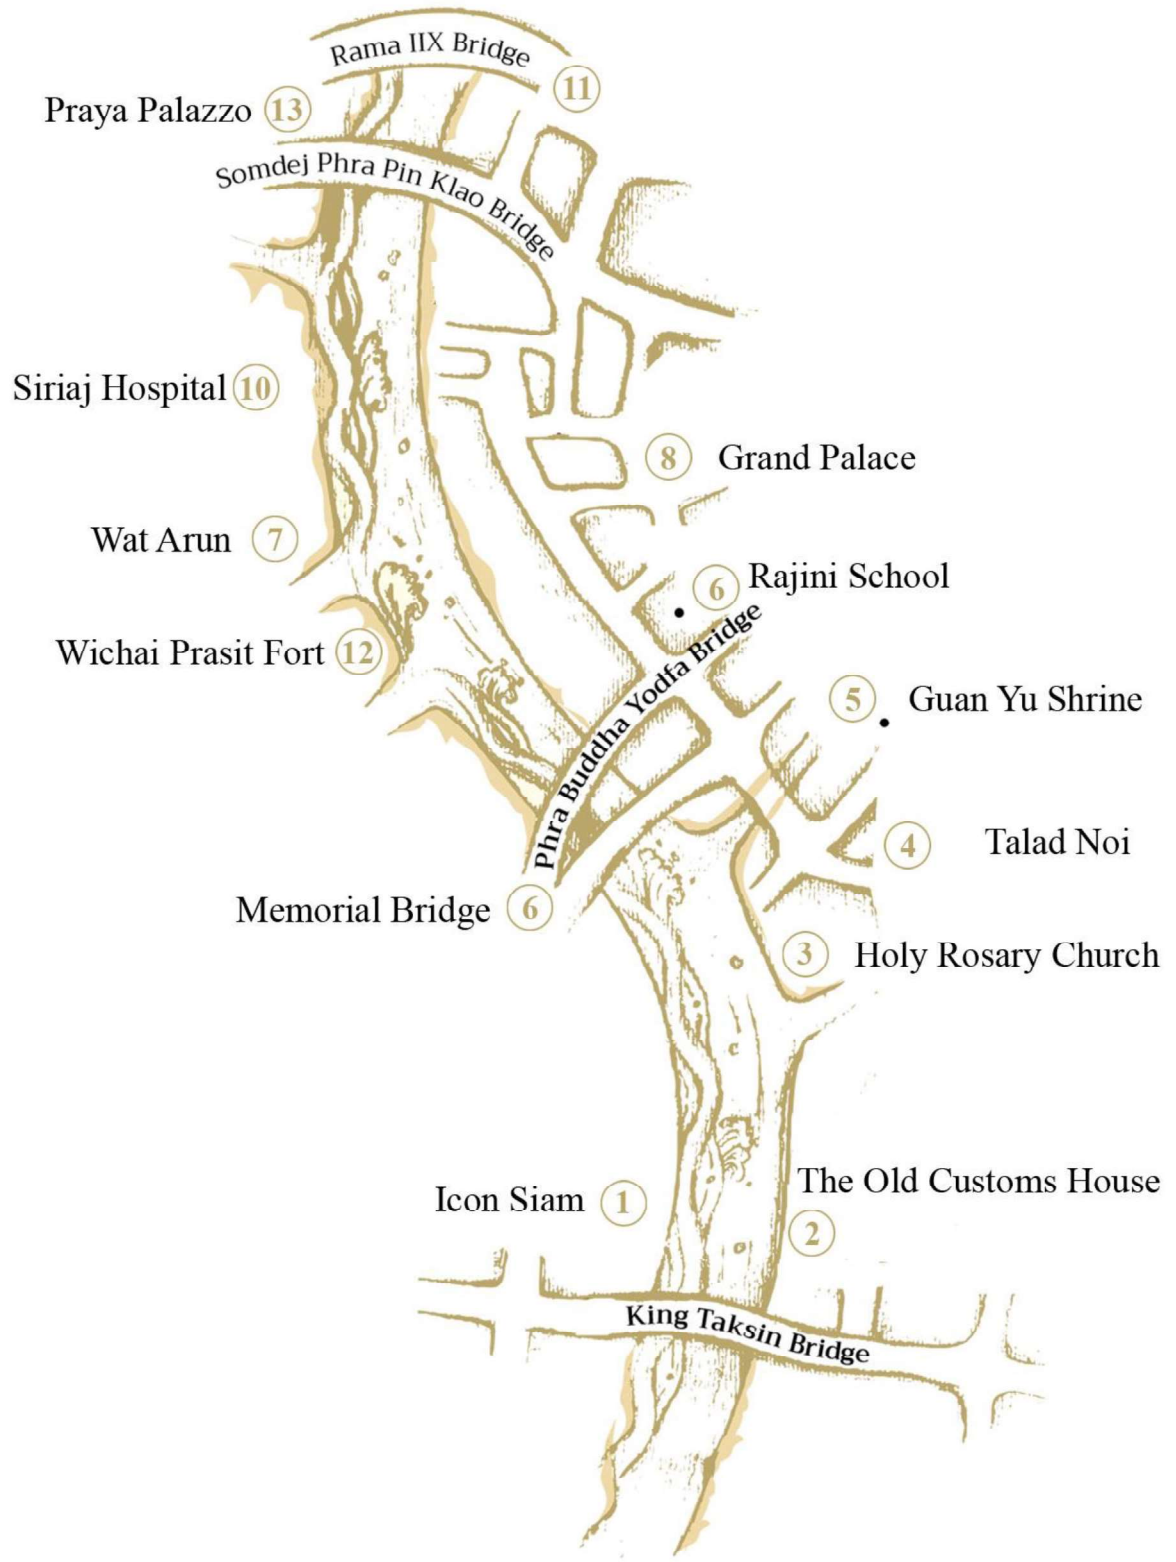 Rama IIX Bridge
11
Praya Palazzo 13
Somdej Phra Pin Klao Bridge
Siriaj Hospital 10
8 Grand Palace
Wat Arun 7
6 Rajini School
Wichai Prasit Fort 12
Phra Buddha Yodfa Bridge
5 Guan Yu Shrine
4 Talad Noi
Memorial Bridge 6
3 Holy Rosary Church
The Old Customs House
Icon Siam 1
2
King Taksin Bridge